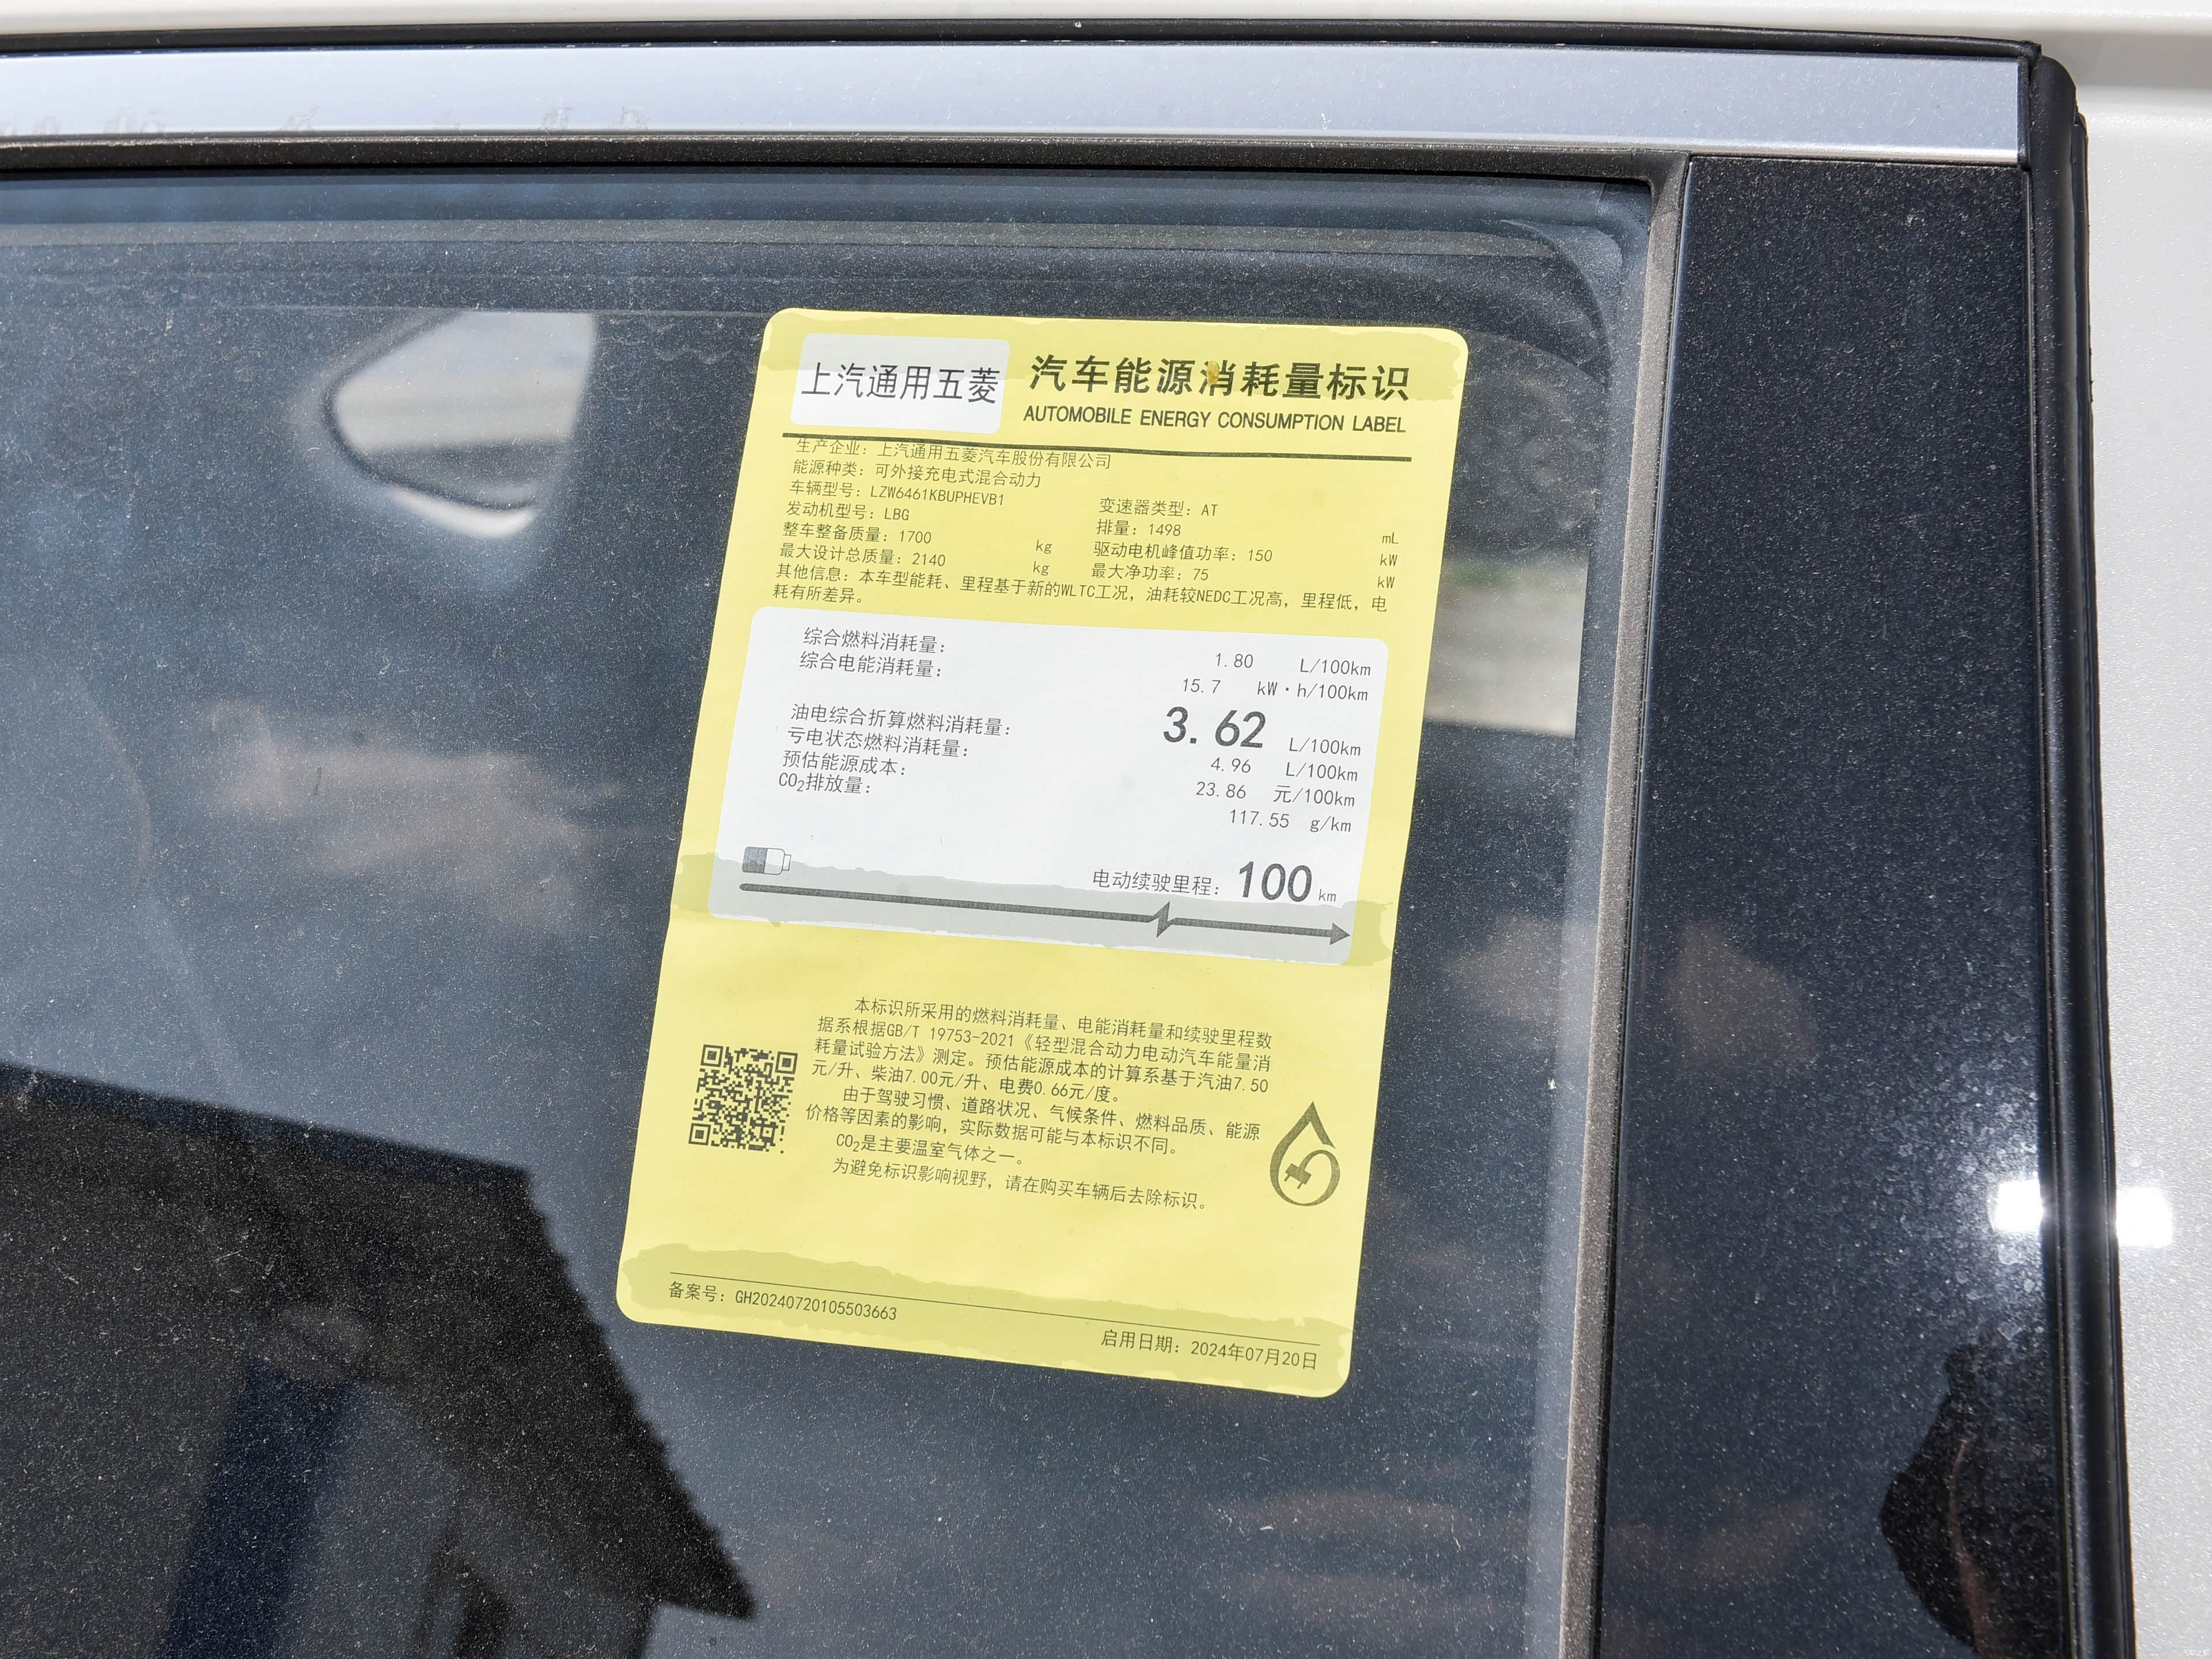 上汽通用五菱
汽车能源消耗量标识
AUTOMOBILE ENERGY CONSUMPTION LABEL
生产企业：上汽通用五菱汽车股份有限公司
能源种类：可外接充电式混合动力
车辆型号：LZW6461KBUPHEVB1 变速器类型：AT
发动机型号：LBG 排量：1498 mL
整车整备质量：1700 kg 驱动电机峰值功率：150 kW
最大设计总质量：2140 kg 最大净功率：75 kW
其他信息：本车型能耗、里程基于新的WLTC工况，油耗较NEDC工况高，里程低，电
耗有所差异。
综合燃料消耗量： 1.80 L/100km
综合电能消耗量： 15.7 kW·h/100km
油电综合折算燃料消耗量： 3.62 L/100km
亏电状态燃料消耗量： 4.96 L/100km
预估能源成本： 23.86 元/100km
CO₂排放量： 117.55 g/km
电动续驶里程：100 km
本标识所采用的燃料消耗量、电能消耗量和续驶里程数
据系根据GB/T 19753-2021《轻型混合动力电动汽车能量消
耗量试验方法》测定。预估能源成本的计算系基于汽油7.50
元/升、柴油7.00元/升、电费0.66元/度。
由于驾驶习惯、道路状况、气候条件、燃料品质、能源
价格等因素的影响，实际数据可能与本标识不同。
CO₂是主要温室气体之一。
为避免标识影响视野，请在购买车辆后去除标识。
备案号：GH20240720105503663
启用日期：2024年07月20日